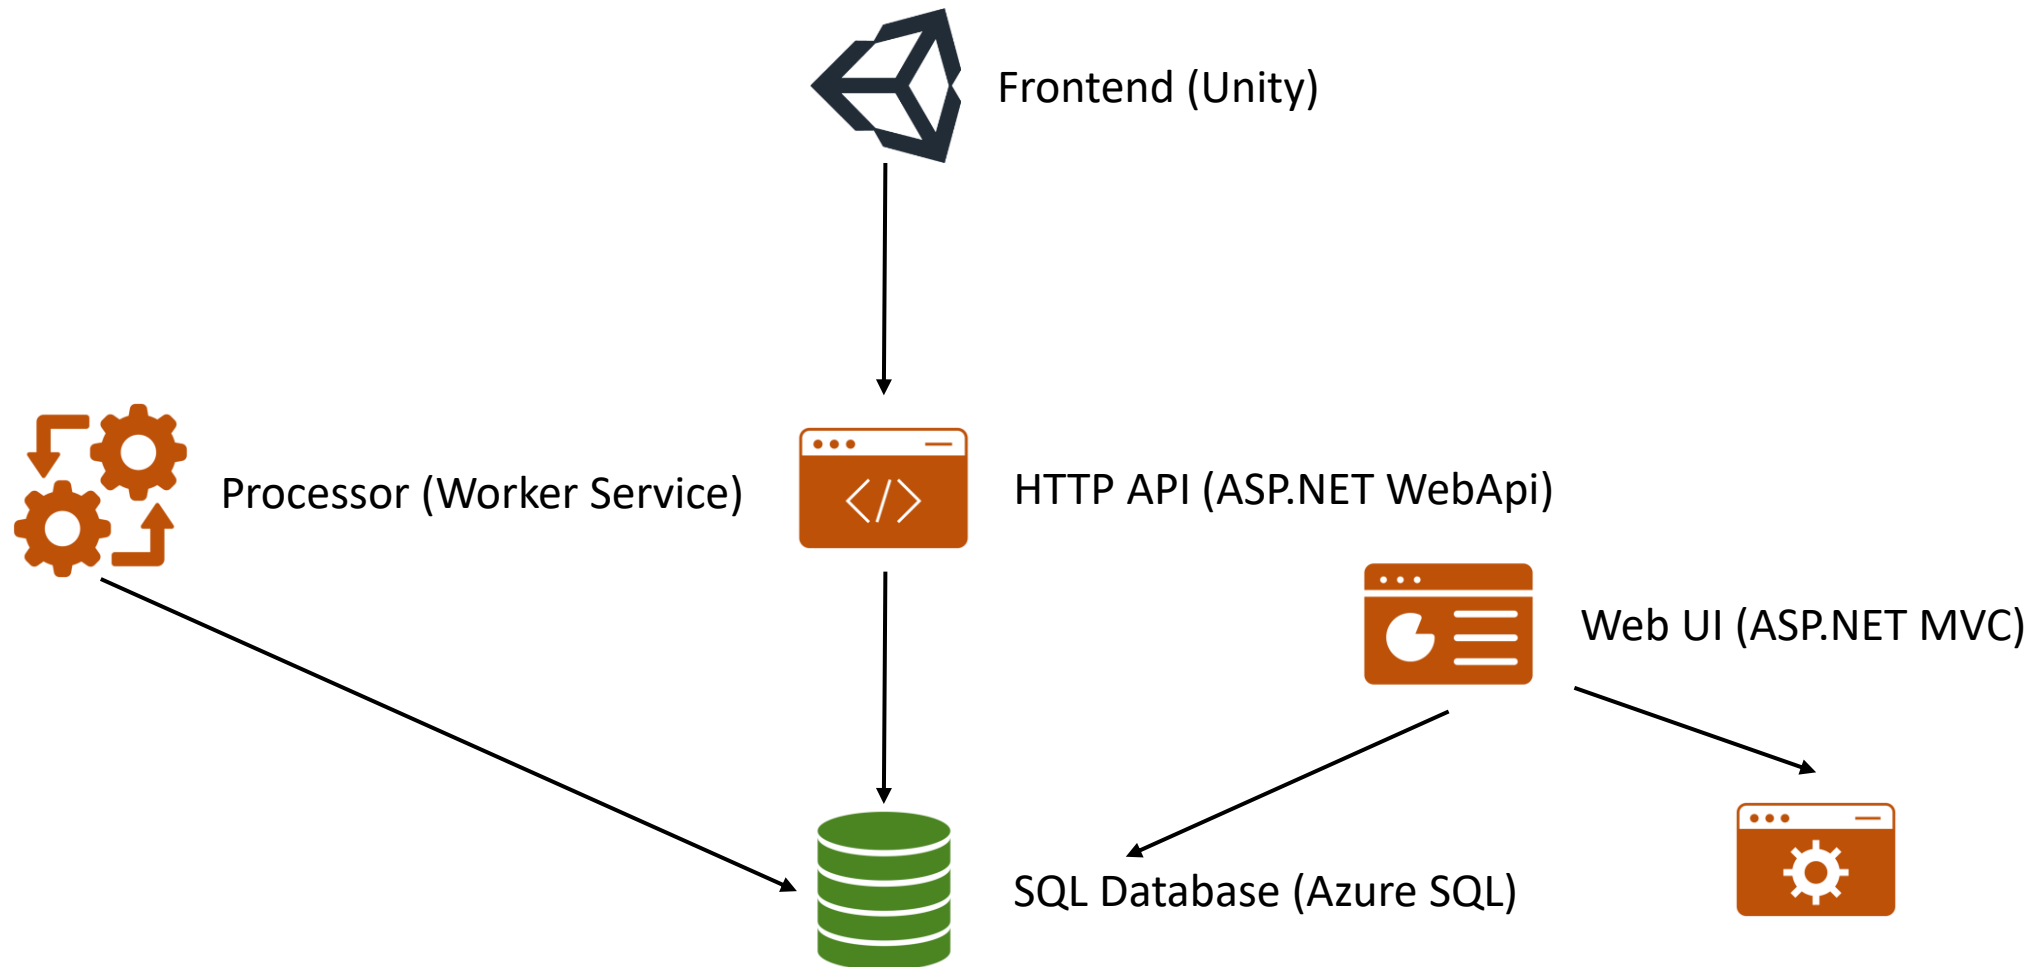 Frontend (Unity)
Processor (Worker Service)
HTTP API (ASP.NET WebApi)
Web UI (ASP.NET MVC)
SQL Database (Azure SQL)